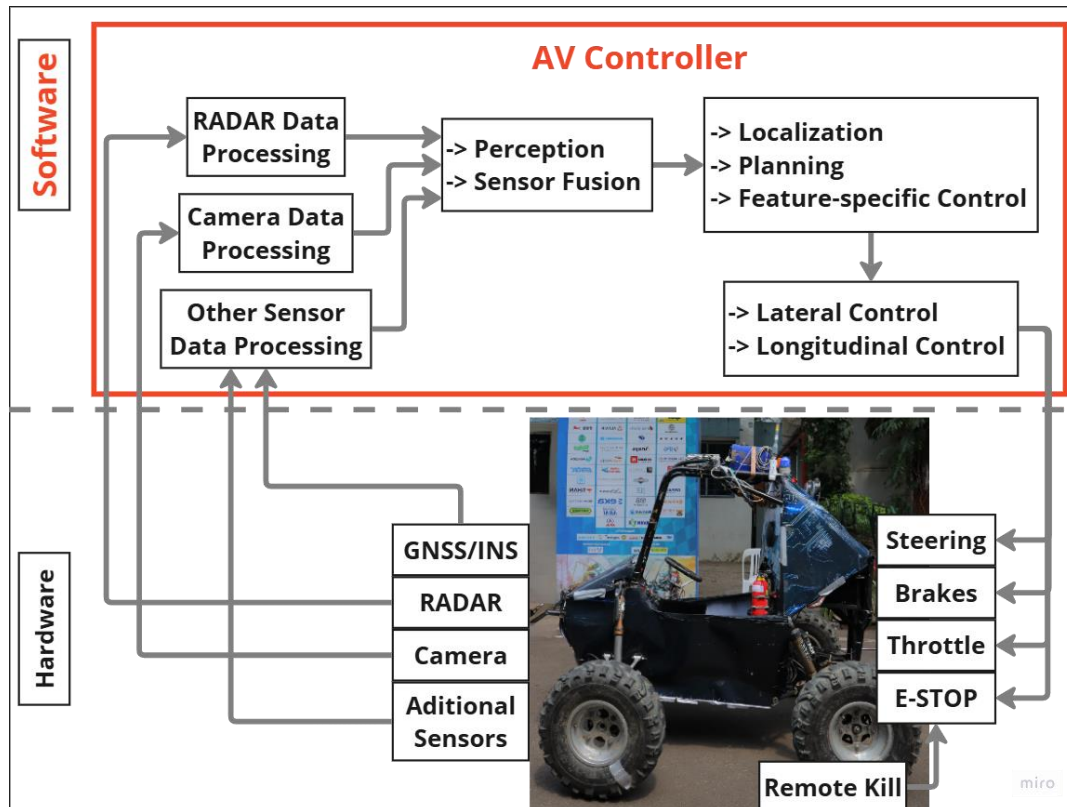 Software
AV Controller
RADAR Data
Processing
Camera Data
Processing
Other Sensor
Data Processing
-> Perception
-> Sensor Fusion
-> Localization
-> Planning
-> Feature-specific Control
-> Lateral Control
-> Longitudinal Control
Hardware
GNSS/INS
RADAR
Camera
Aditional
Sensors
Steering
Brakes
Throttle
E-STOP
Remote Kill
miro